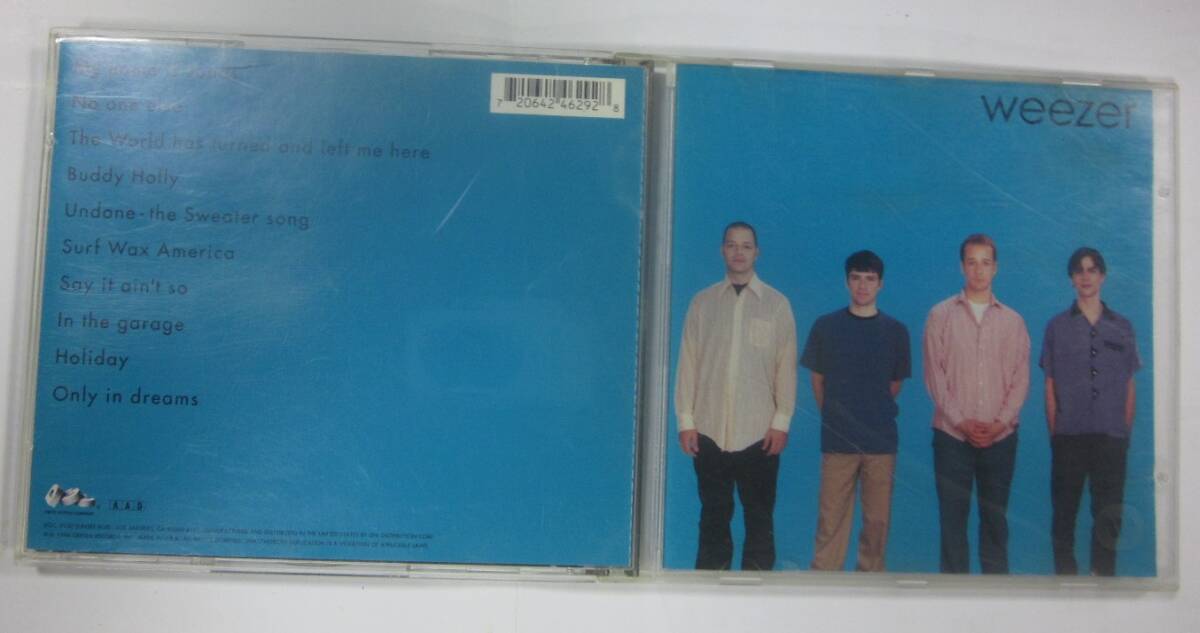 No one else
The World has turned and left me here
Buddy Holly
Undone - the Sweater song
Surf Wax America
Say it ain't so
In the garage
Holiday
Only in dreams
7 20642 46292 8
AAD
weezer